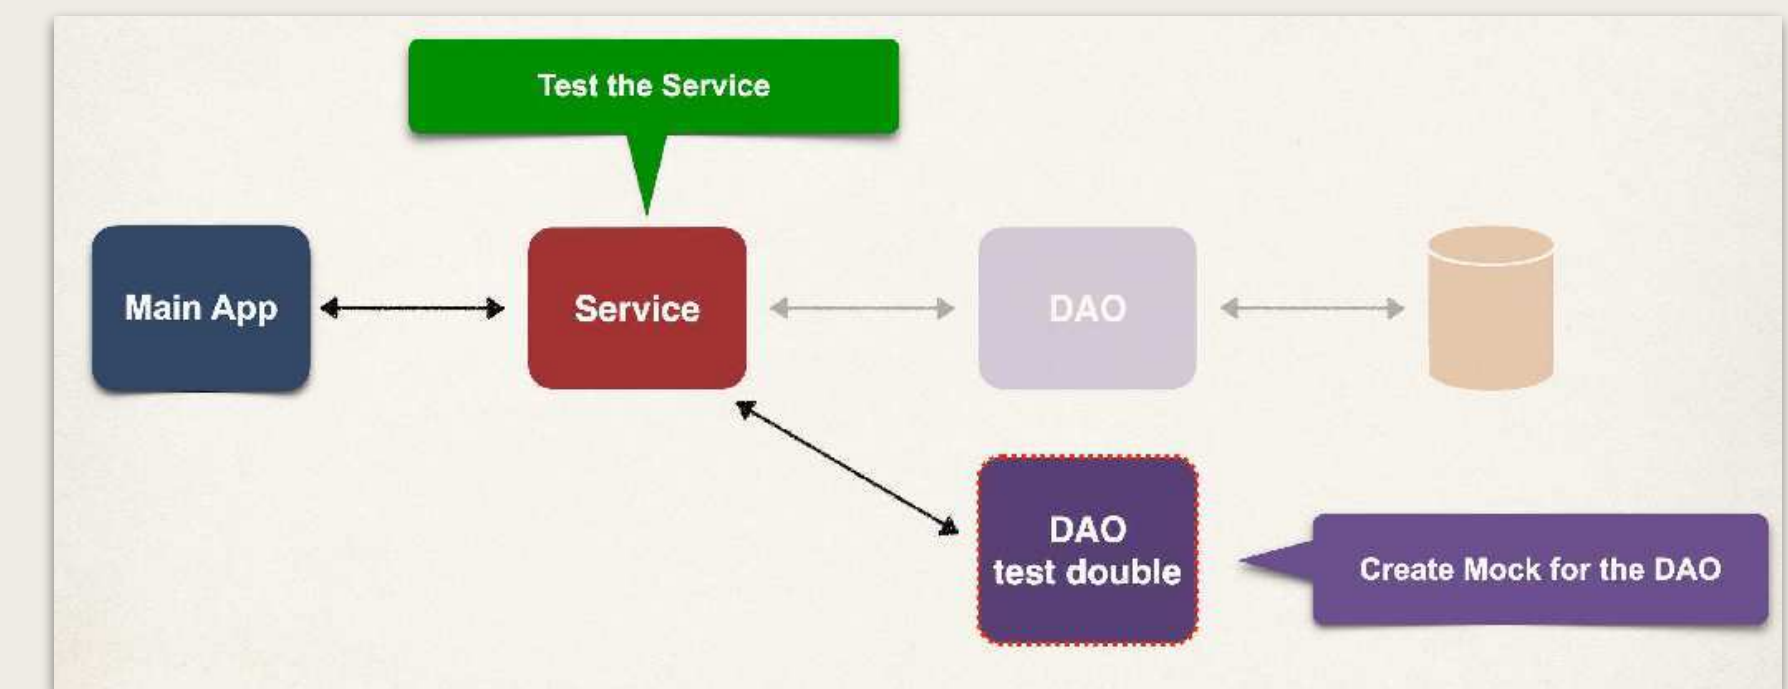 Test the Service
Main App
Service
DAO
DAO
test double
Create Mock for the DAO